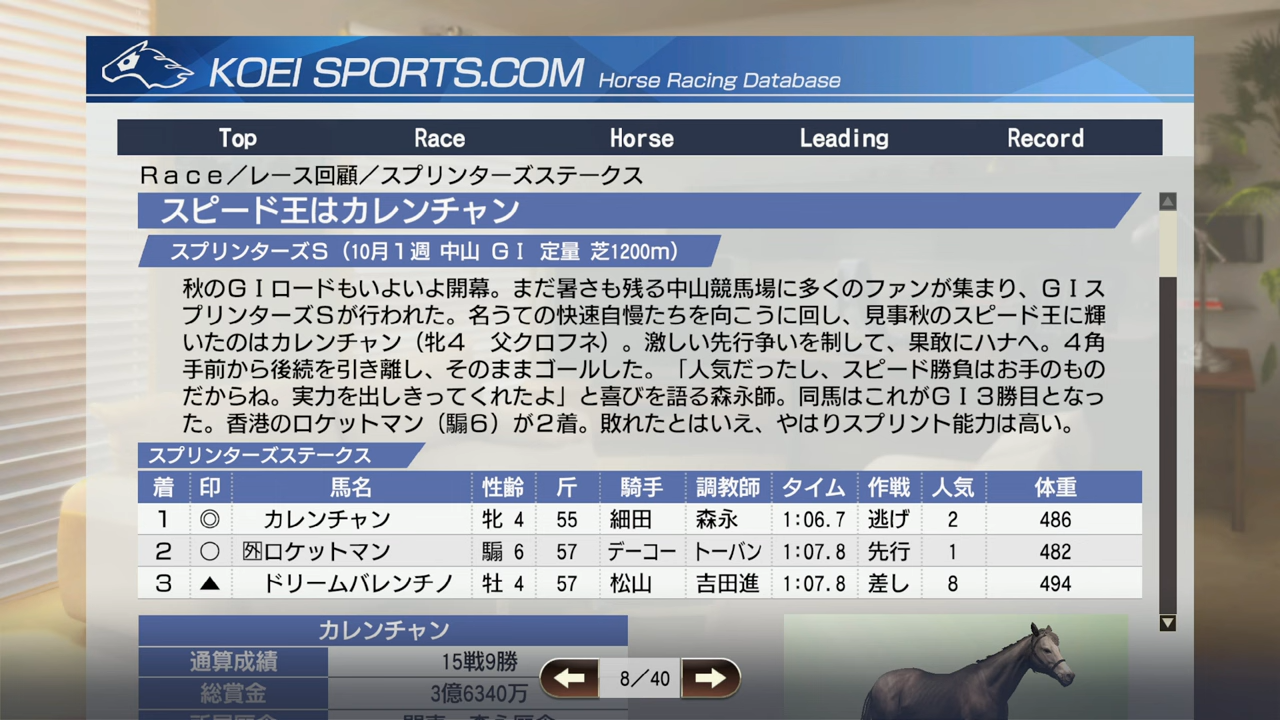 KOEI SPORTS.COM Horse Racing Database
Top Race Horse Leading Record
Ｒａｃｅ／レース回顧／スプリンターズステークス
スピード王はカレンチャン
スプリンターズＳ（10月１週 中山 ＧⅠ 定量 芝1200ｍ）
秋のＧⅠロードもいよいよ開幕。まだ暑さも残る中山競馬場に多くのファンが集まり、ＧⅠス
プリンターズＳが行われた。名うての快速自慢たちを向こうに回し、見事秋のスピード王に輝
いたのはカレンチャン（牝４　父クロフネ）。激しい先行争いを制して、果敢にハナへ。４角
手前から後続を引き離し、そのままゴールした。「人気だったし、スピード勝負はお手のもの
だからね。実力を出しきってくれたよ」と喜びを語る森永師。同馬はこれがＧⅠ３勝目となっ
た。香港のロケットマン（騸６）が２着。敗れたとはいえ、やはりスプリント能力は高い。
スプリンターズステークス
着 印 馬名 性齢 斤 騎手 調教師 タイム 作戦 人気 体重
1 ◎ カレンチャン 牝 4 55 細田 森永 1:06.7 逃げ 2 486
2 ○ 外ロケットマン 騸 6 57 デーコー トーバン 1:07.8 先行 1 482
3 ▲ ドリームバレンチノ 牡 4 57 松山 吉田進 1:07.8 差し 8 494
カレンチャン
通算成績 15戦9勝
総賞金 3億6340万
8／40